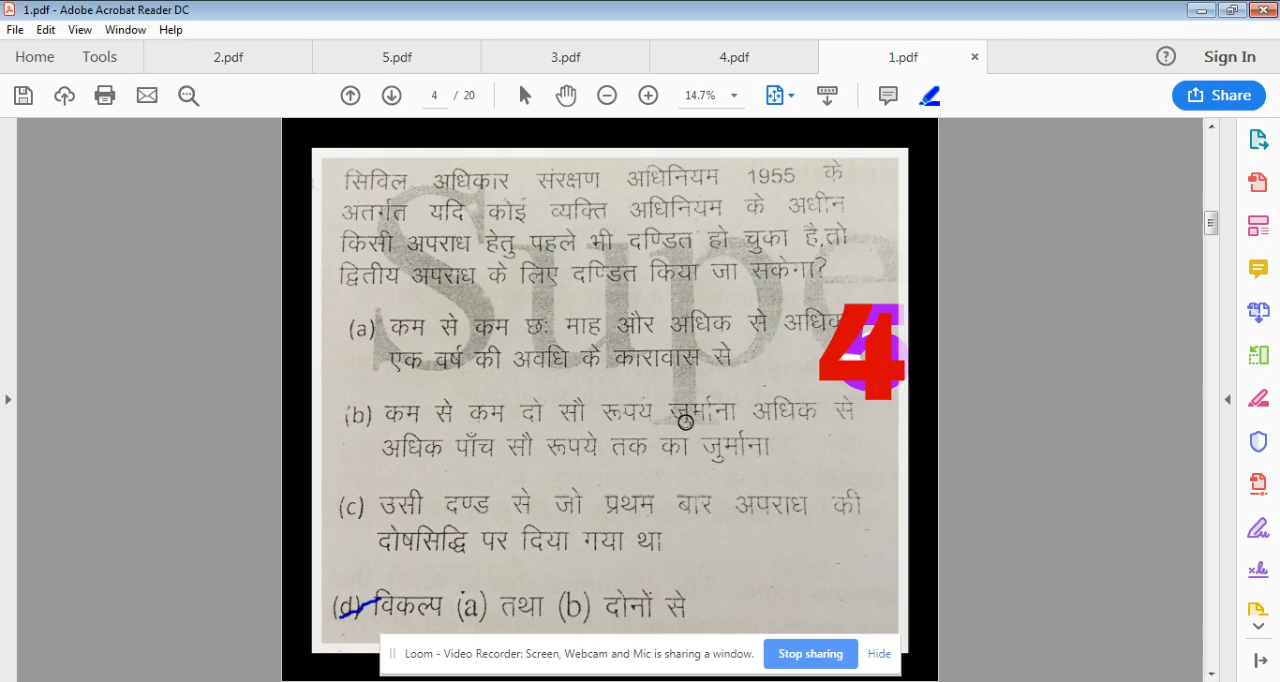 1.pdf - Adobe Acrobat Reader DC
File Edit View Window Help
Home Tools 2.pdf 5.pdf 3.pdf 4.pdf 1.pdf × ? Sign In
4 / 20 14.7% Share
सिविल अधिकार संरक्षण अधिनियम 1955 के
अंतर्गत यदि कोई व्यक्ति अधिनियम के अधीन
किसी अपराध हेतु पहले भी दण्डित हो चुका है,तो
द्वितीय अपराध के लिए दण्डित किया जा सकेगा?
(a) कम से कम छः माह और अधिक से अधिक
एक वर्ष की अवधि के कारावास से
4
(b) कम से कम दो सौ रूपये जुर्माना अधिक से
अधिक पाँच सौ रूपये तक का जुर्माना
(c) उसी दण्ड से जो प्रथम बार अपराध की
दोषसिद्धि पर दिया गया था
(d) विकल्प (a) तथा (b) दोनों से
Supe
Loom - Video Recorder: Screen, Webcam and Mic is sharing a window. Stop sharing Hide